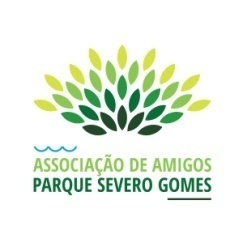 ASSOCIAÇÃO DE AMIGOS
PARQUE SEVERO GOMES